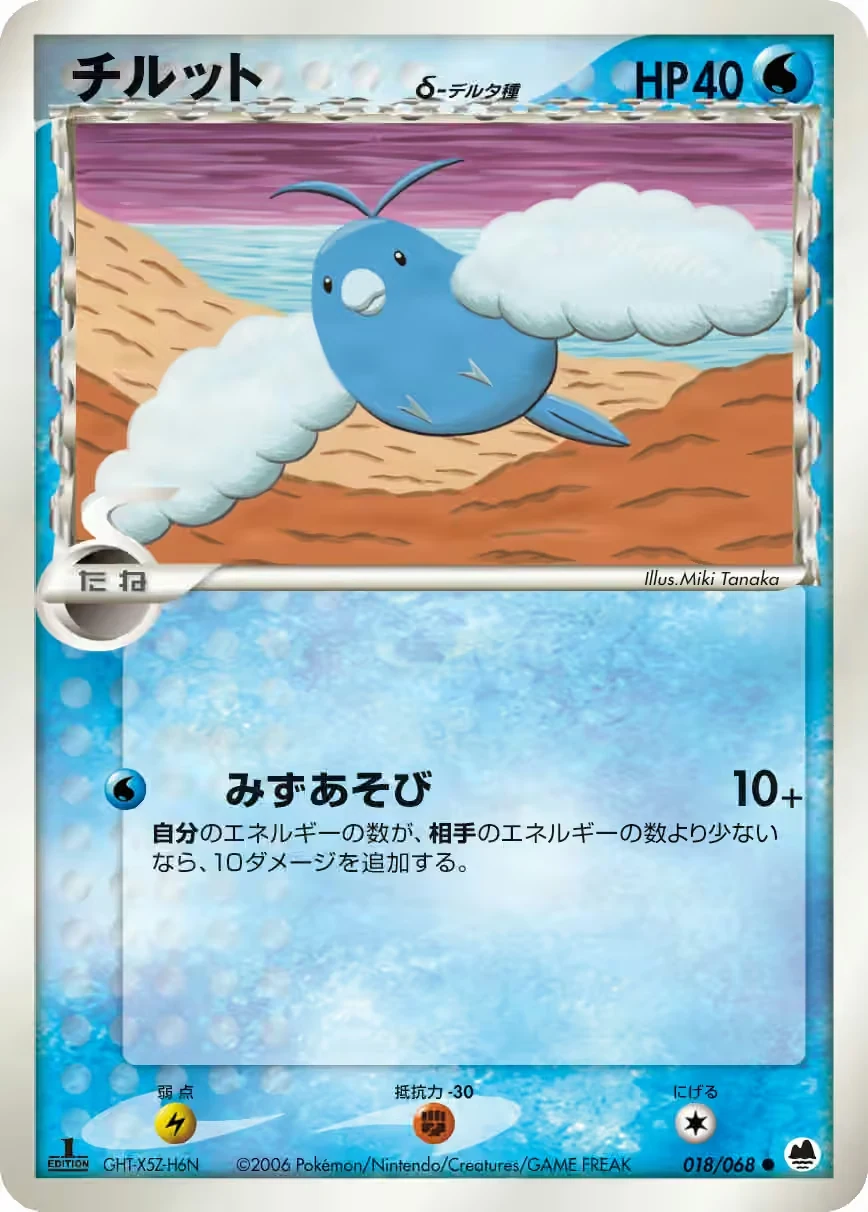 チルット δ-デルタ種 HP40
たね
Illus.Miki Tanaka
みずあそび 10+
自分のエネルギーの数が、相手のエネルギーの数より少ない
なら、10ダメージを追加する。
弱点 抵抗力 -30 にげる
1 EDITION GHT-X5Z-H6N ©2006 Pokémon/Nintendo/Creatures/GAME FREAK 018/068